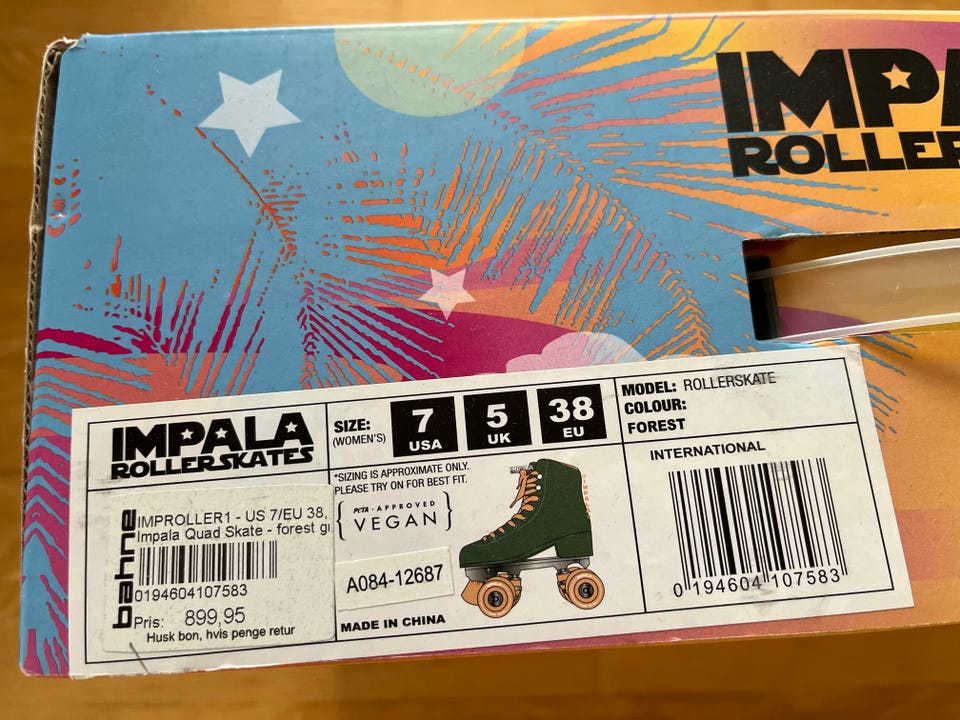 IMPA
ROLLER
IMPALA
ROLLERSKATES
SIZE:
(WOMEN'S)
7
USA
5
UK
38
EU
MODEL: ROLLERSKATE
COLOUR:
FOREST
*SIZING IS APPROXIMATE ONLY.
PLEASE TRY ON FOR BEST FIT.
PETA - APPROVED
VEGAN
IMPALA
A084-12687
MADE IN CHINA
INTERNATIONAL
0 194604 107583
bahne
IMPROLLER1 - US 7/EU 38,
Impala Quad Skate - forest gr
0194604107583
Pris: 899,95
Husk bon, hvis penge retur